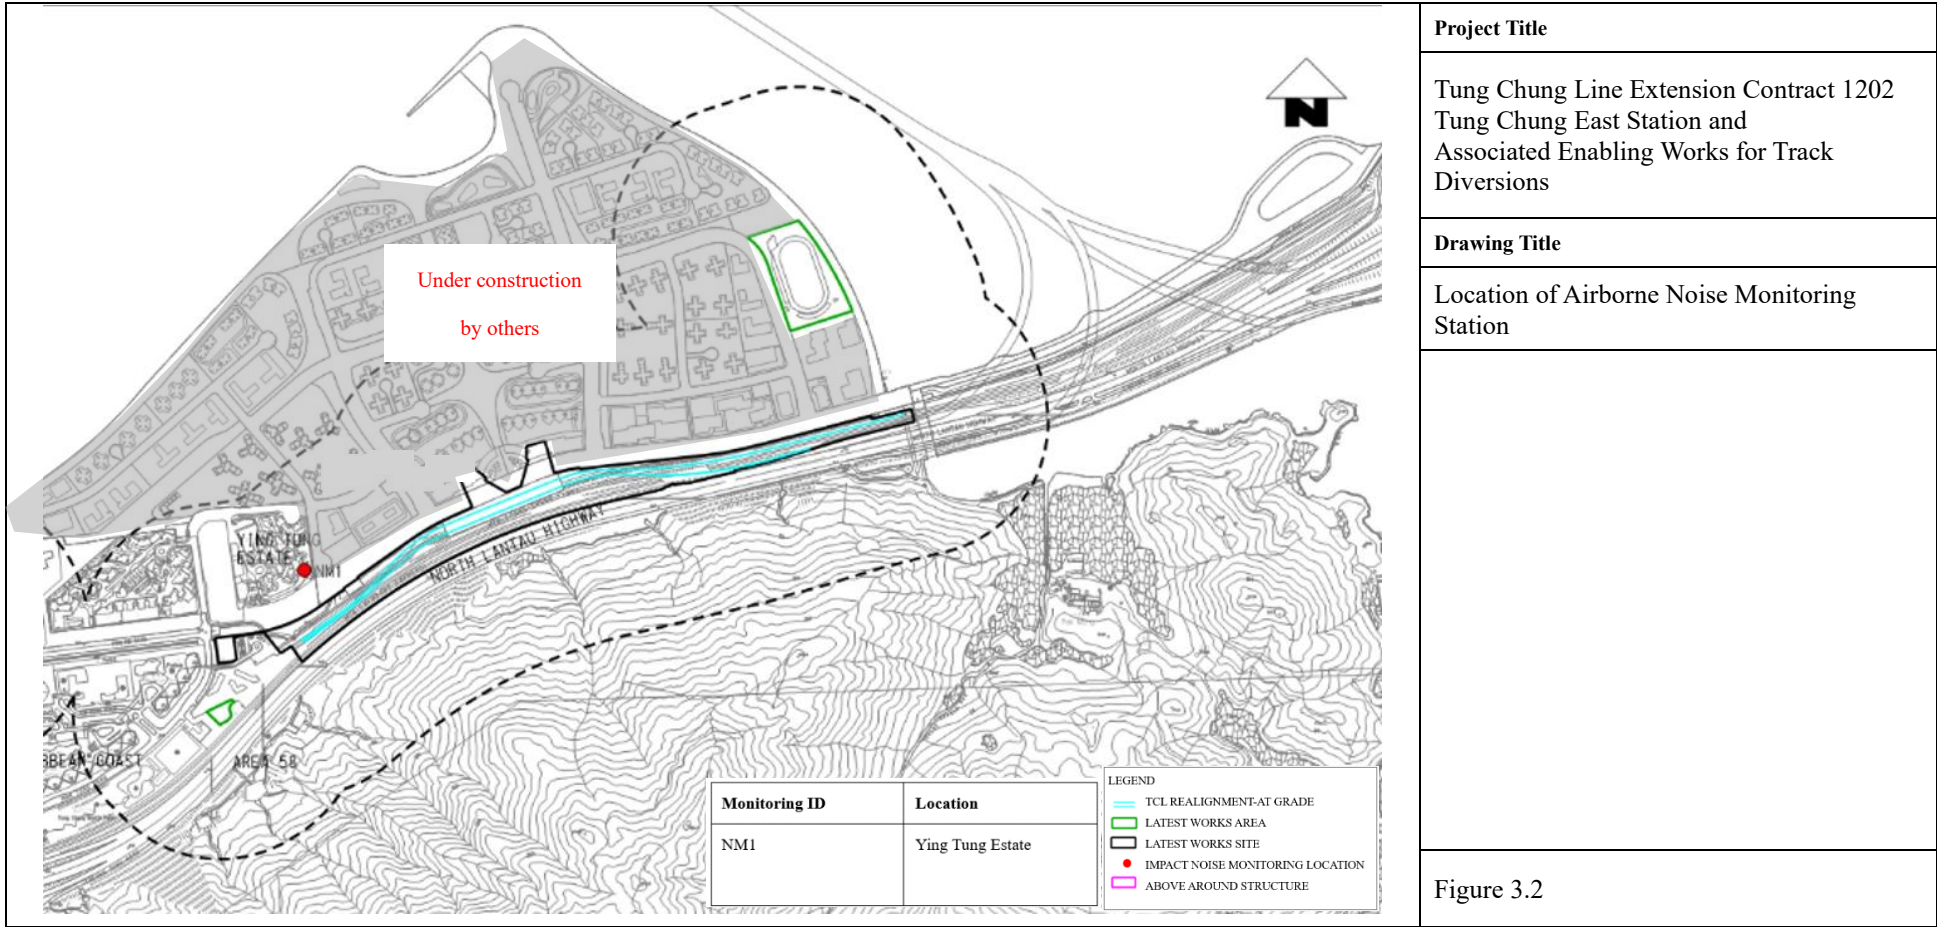 Project Title
Tung Chung Line Extension Contract 1202
Tung Chung East Station and
Associated Enabling Works for Track
Diversions
Drawing Title
Location of Airborne Noise Monitoring
Station
Figure 3.2
N
Under construction
by others
YING TUNG
ESTATE
NM1
NORTH LANTAU HIGHWAY
BBEAN COAST
AREA 58
Monitoring ID Location
NM1 Ying Tung Estate
LEGEND
TCL REALIGNMENT-AT GRADE
LATEST WORKS AREA
LATEST WORKS SITE
IMPACT NOISE MONITORING LOCATION
ABOVE AROUND STRUCTURE